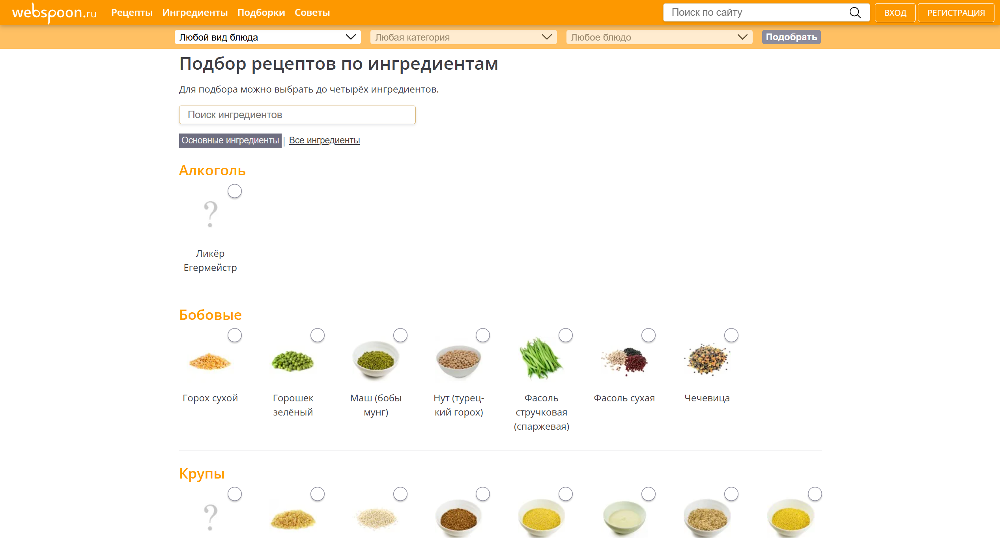 webspoon.ru
Рецепты Ингредиенты Подборки Советы
Поиск по сайту
ВХОД
РЕГИСТРАЦИЯ
Любой вид блюда
Любая категория
Любое блюдо
Подобрать
Подбор рецептов по ингредиентам
Для подбора можно выбрать до четырёх ингредиентов.
Поиск ингредиентов
Основные ингредиенты | Все ингредиенты
Алкоголь
?
Ликёр
Егермейстр
Бобовые
Горох сухой
Горошек
зелёный
Маш (бобы
мунг)
Нут (турец-
кий горох)
Фасоль
стручковая
(спаржевая)
Фасоль сухая
Чечевица
Крупы
?